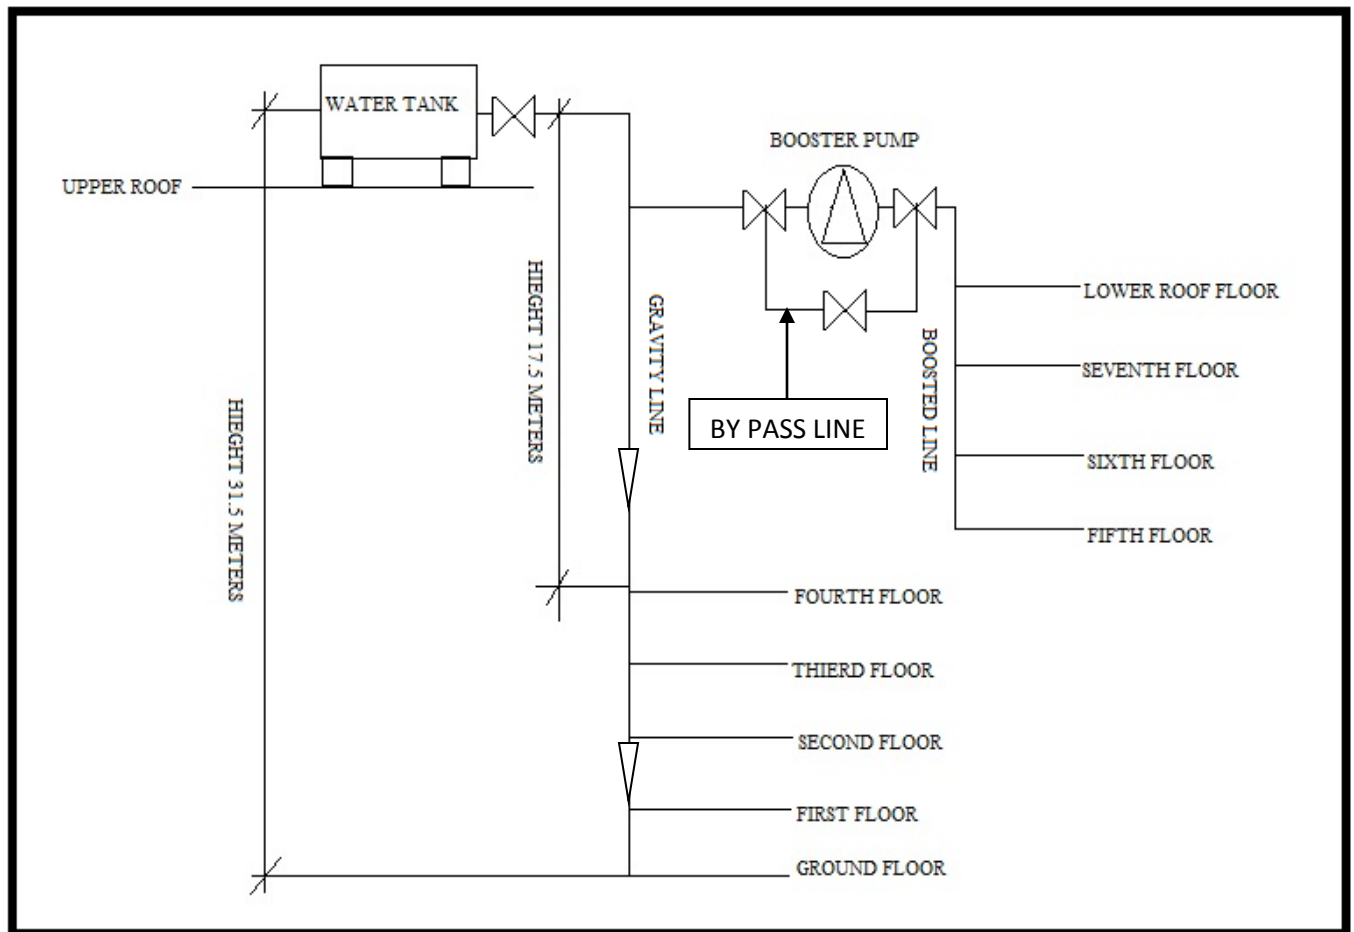 WATER TANK
BOOSTER PUMP
UPPER ROOF
HIEGHT 17.5 METERS
GRAVITY LINE
LOWER ROOF FLOOR
BOOSTED LINE
SEVENTH FLOOR
HIEGHT 31.5 METERS
BY PASS LINE
SIXTH FLOOR
FIFTH FLOOR
FOURTH FLOOR
THIERD FLOOR
SECOND FLOOR
FIRST FLOOR
GROUND FLOOR